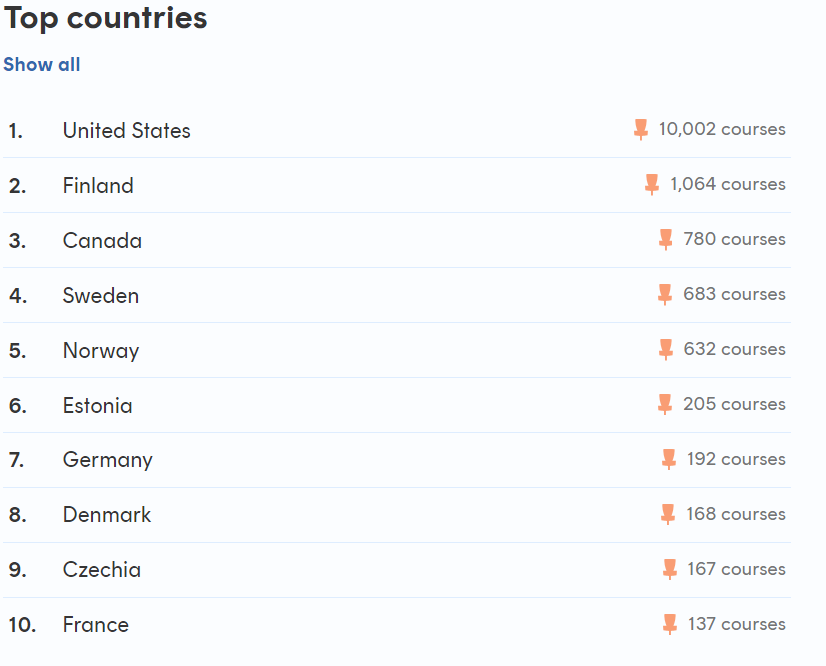 Top countries
Show all
1. United States 10,002 courses
2. Finland 1,064 courses
3. Canada 780 courses
4. Sweden 683 courses
5. Norway 632 courses
6. Estonia 205 courses
7. Germany 192 courses
8. Denmark 168 courses
9. Czechia 167 courses
10. France 137 courses